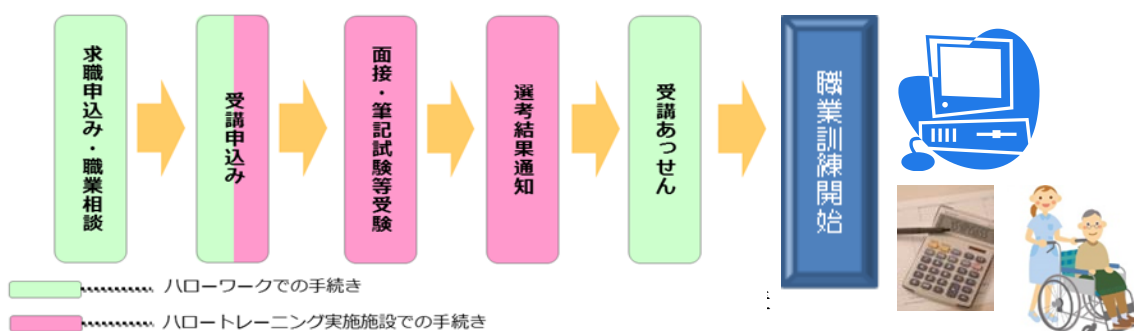 求職申込み・職業相談
受講申込み
面接・筆記試験等受験
選考結果通知
受講あっせん
職業訓練開始
ハローワークでの手続き
ハロートレーニング実施施設での手続き